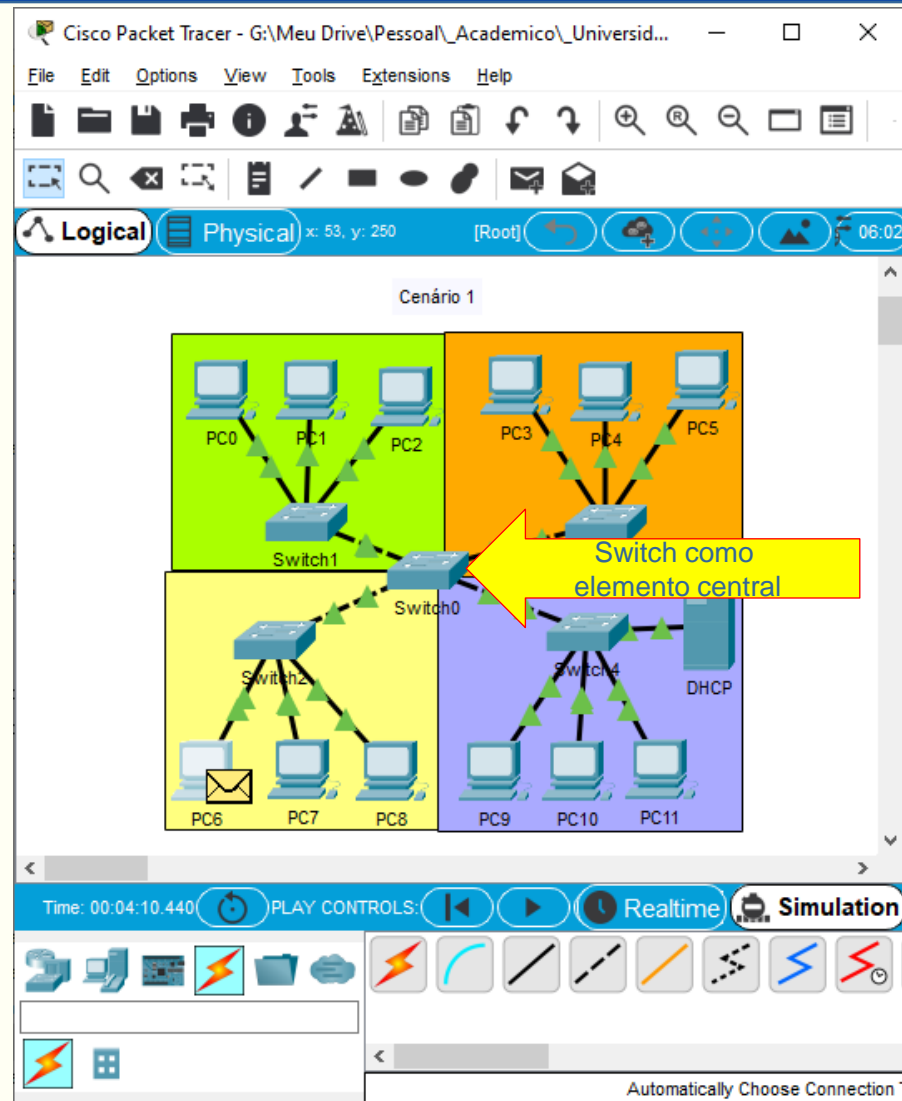 Cisco Packet Tracer - G:\Meu Drive\Pessoal\_Academico\_Universid...
File Edit Options View Tools Extensions Help
Logical Physical x: 53, y: 250 [Root] 06:02
Cenário 1
PC0 PC1 PC2 PC3 PC4 PC5
Switch1
Switch como
elemento central
Switch0
Switch2 Switch4
DHCP
PC6 PC7 PC8 PC9 PC10 PC11
Time: 00:04:10.440 PLAY CONTROLS: Realtime Simulation
Automatically Choose Connection